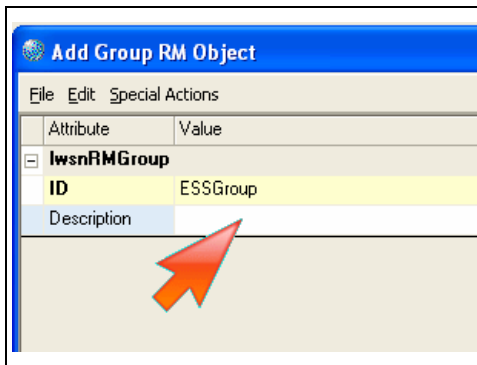 Add Group RM Object
File Edit Special Actions
Attribute Value
lwsnRMGroup
ID ESSGroup
Description